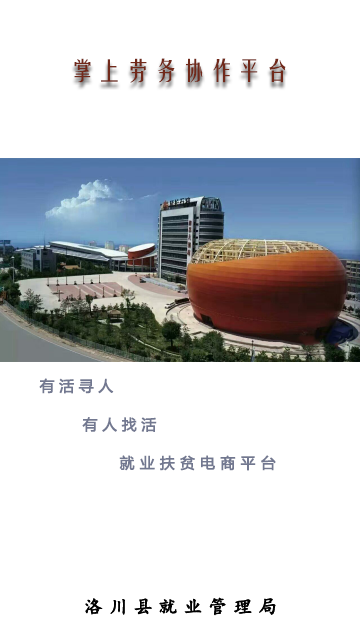 掌上劳务协作平台
有活寻人
有人找活
就业扶贫电商平台
洛川县就业管理局